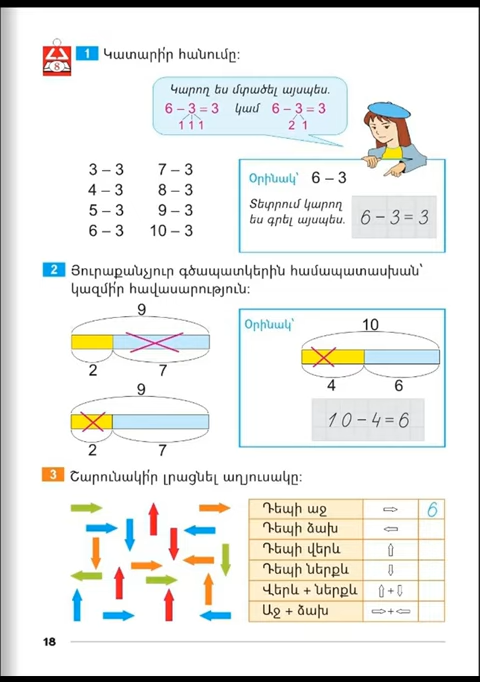 8
1 Կատարի՛ր հանումը:
Կարող ես մտածել այսպես.
6 – 3 = 3 կամ 6 – 3 = 3
1 1 1 2 1
3 – 3 7 – 3
4 – 3 8 – 3
5 – 3 9 – 3
6 – 3 10 – 3
Օրինակ՝ 6 – 3
Տետրում կարող
ես գրել այսպես.
6 – 3 = 3
2 Յուրաքանչյուր գծապատկերին համապատասխան՝
կազմի՛ր հավասարություն:
9
2 7
9
2 7
Օրինակ՝
10
4 6
10 – 4 = 6
3 Շարունակի՛ր լրացնել աղյուսակը:
Դեպի աջ ⇨ 6
Դեպի ձախ ⇦
Դեպի վերև ⇧
Դեպի ներքև ⇩
Վերև + ներքև ⇧+⇩
Աջ + ձախ ⇨+⇦
18